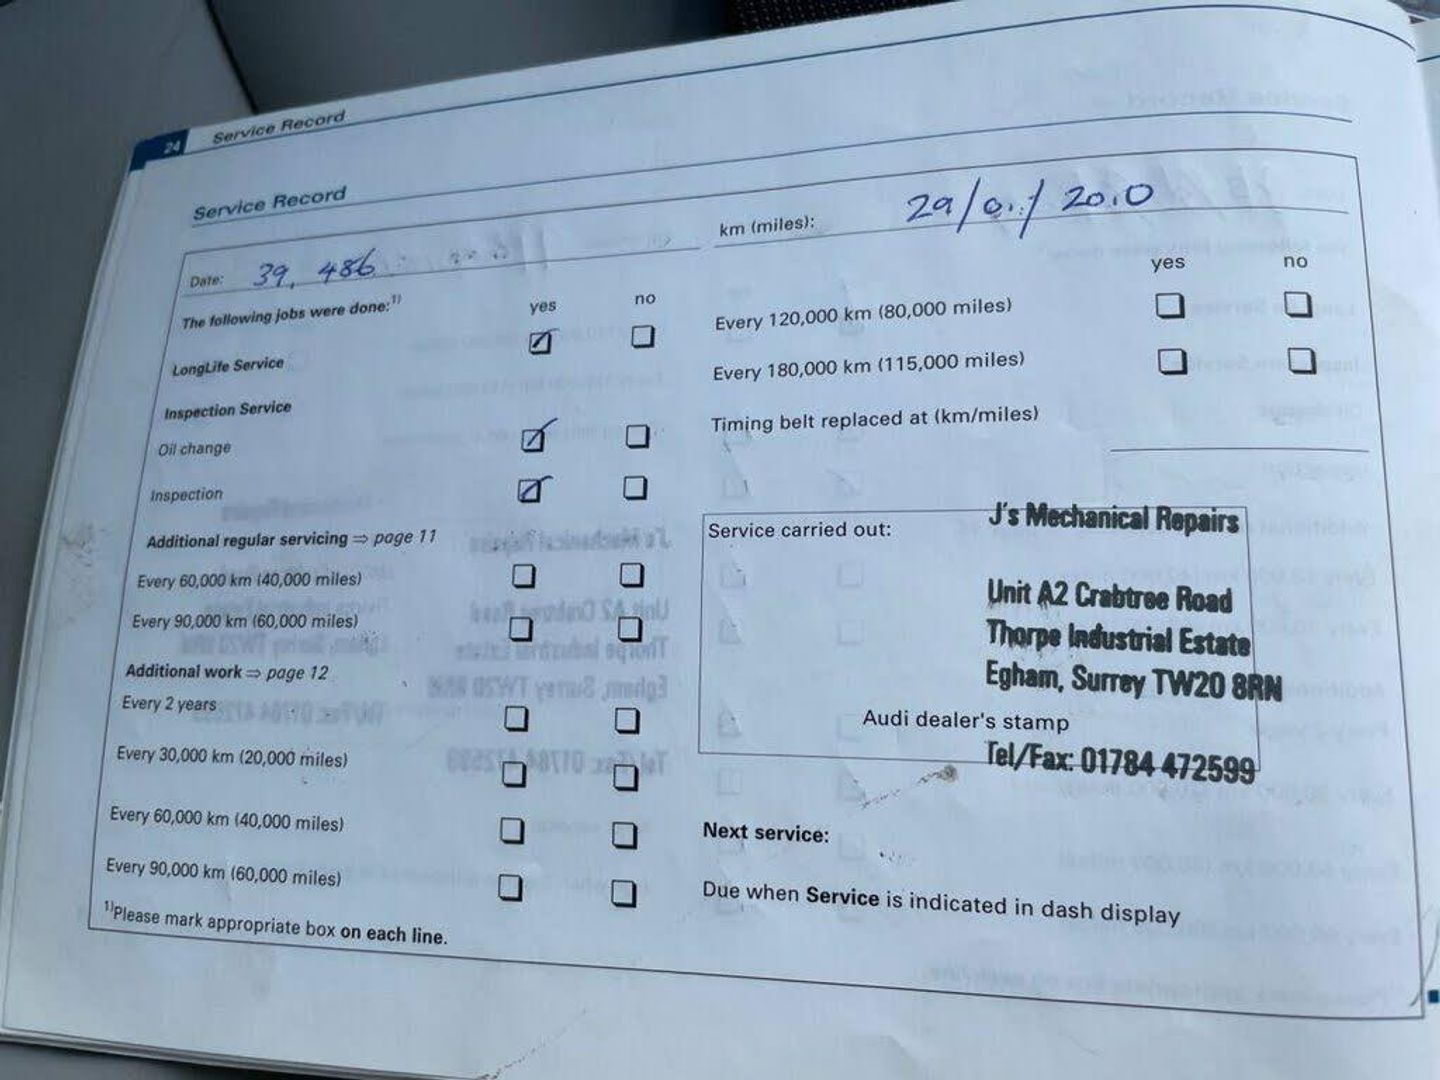 24 Service Record
Service Record
Date: 39, 486
km (miles): 29/01/2010
The following jobs were done:1)
yes no
LongLife Service
Inspection Service
Oil change
Inspection
Additional regular servicing ⇒ page 11
Every 60,000 km (40,000 miles)
Every 90,000 km (60,000 miles)
Additional work ⇒ page 12
Every 2 years
Every 30,000 km (20,000 miles)
Every 60,000 km (40,000 miles)
Every 90,000 km (60,000 miles)
1)Please mark appropriate box on each line.
yes no
Every 120,000 km (80,000 miles)
Every 180,000 km (115,000 miles)
Timing belt replaced at (km/miles)
Service carried out:
J's Mechanical Repairs
Unit A2 Crabtree Road
Thorpe Industrial Estate
Egham, Surrey TW20 8RN
Audi dealer's stamp
Tel/Fax: 01784 472599
Next service:
Due when Service is indicated in dash display